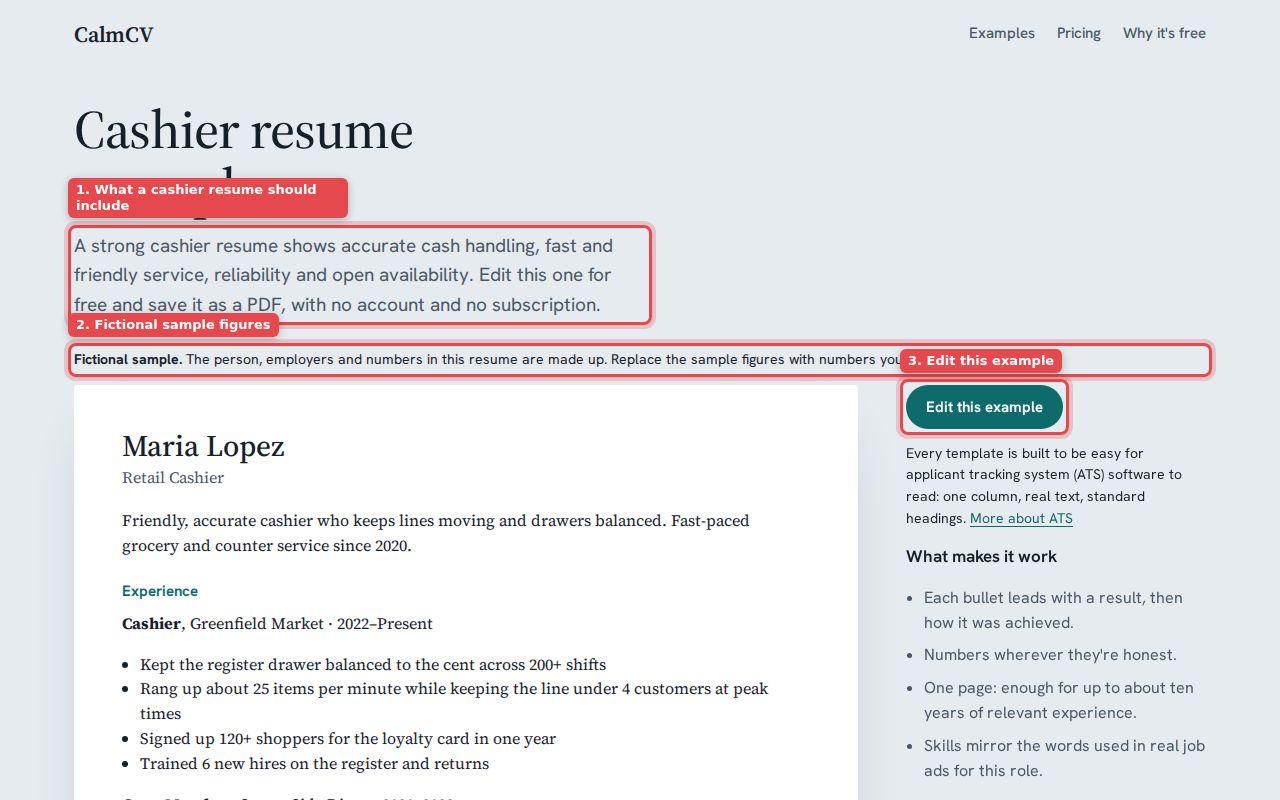 CalmCV
Examples
Pricing
Why it's free
Cashier resume
1. What a cashier resume should
include
A strong cashier resume shows accurate cash handling, fast and
friendly service, reliability and open availability. Edit this one for
free and save it as a PDF, with no account and no subscription.
2. Fictional sample figures
Fictional sample. The person, employers and numbers in this resume are made up. Replace the sample figures with numbers
3. Edit this example
Edit this example
Maria Lopez
Retail Cashier
Friendly, accurate cashier who keeps lines moving and drawers balanced. Fast-paced
grocery and counter service since 2020.
Experience
Cashier, Greenfield Market · 2022–Present
• Kept the register drawer balanced to the cent across 200+ shifts
• Rang up about 25 items per minute while keeping the line under 4 customers at peak
times
• Signed up 120+ shoppers for the loyalty card in one year
• Trained 6 new hires on the register and returns
Every template is built to be easy for
applicant tracking system (ATS) software to
read: one column, real text, standard
headings. More about ATS
What makes it work
• Each bullet leads with a result, then
how it was achieved.
• Numbers wherever they're honest.
• One page: enough for up to about ten
years of relevant experience.
• Skills mirror the words used in real job
ads for this role.